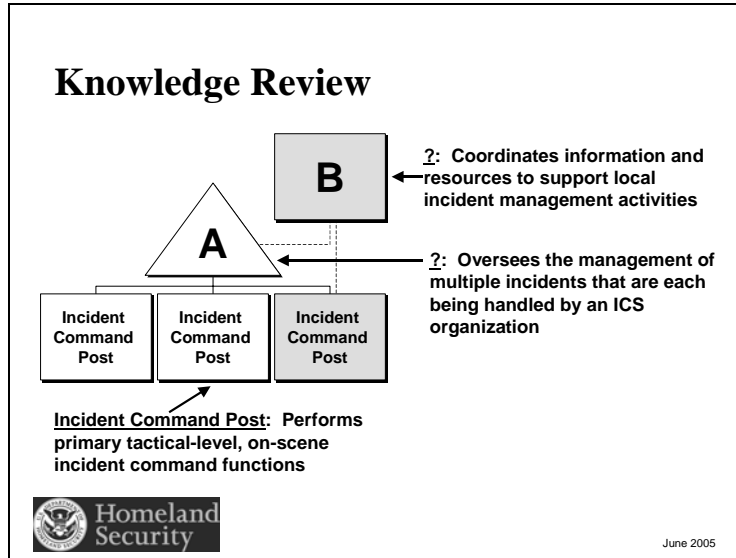 Knowledge Review
B
?: Coordinates information and
resources to support local
incident management activities
A
?: Oversees the management of
multiple incidents that are each
being handled by an ICS
organization
Incident
Command
Post
Incident
Command
Post
Incident
Command
Post
Incident Command Post: Performs
primary tactical-level, on-scene
incident command functions
Homeland
Security
June 2005